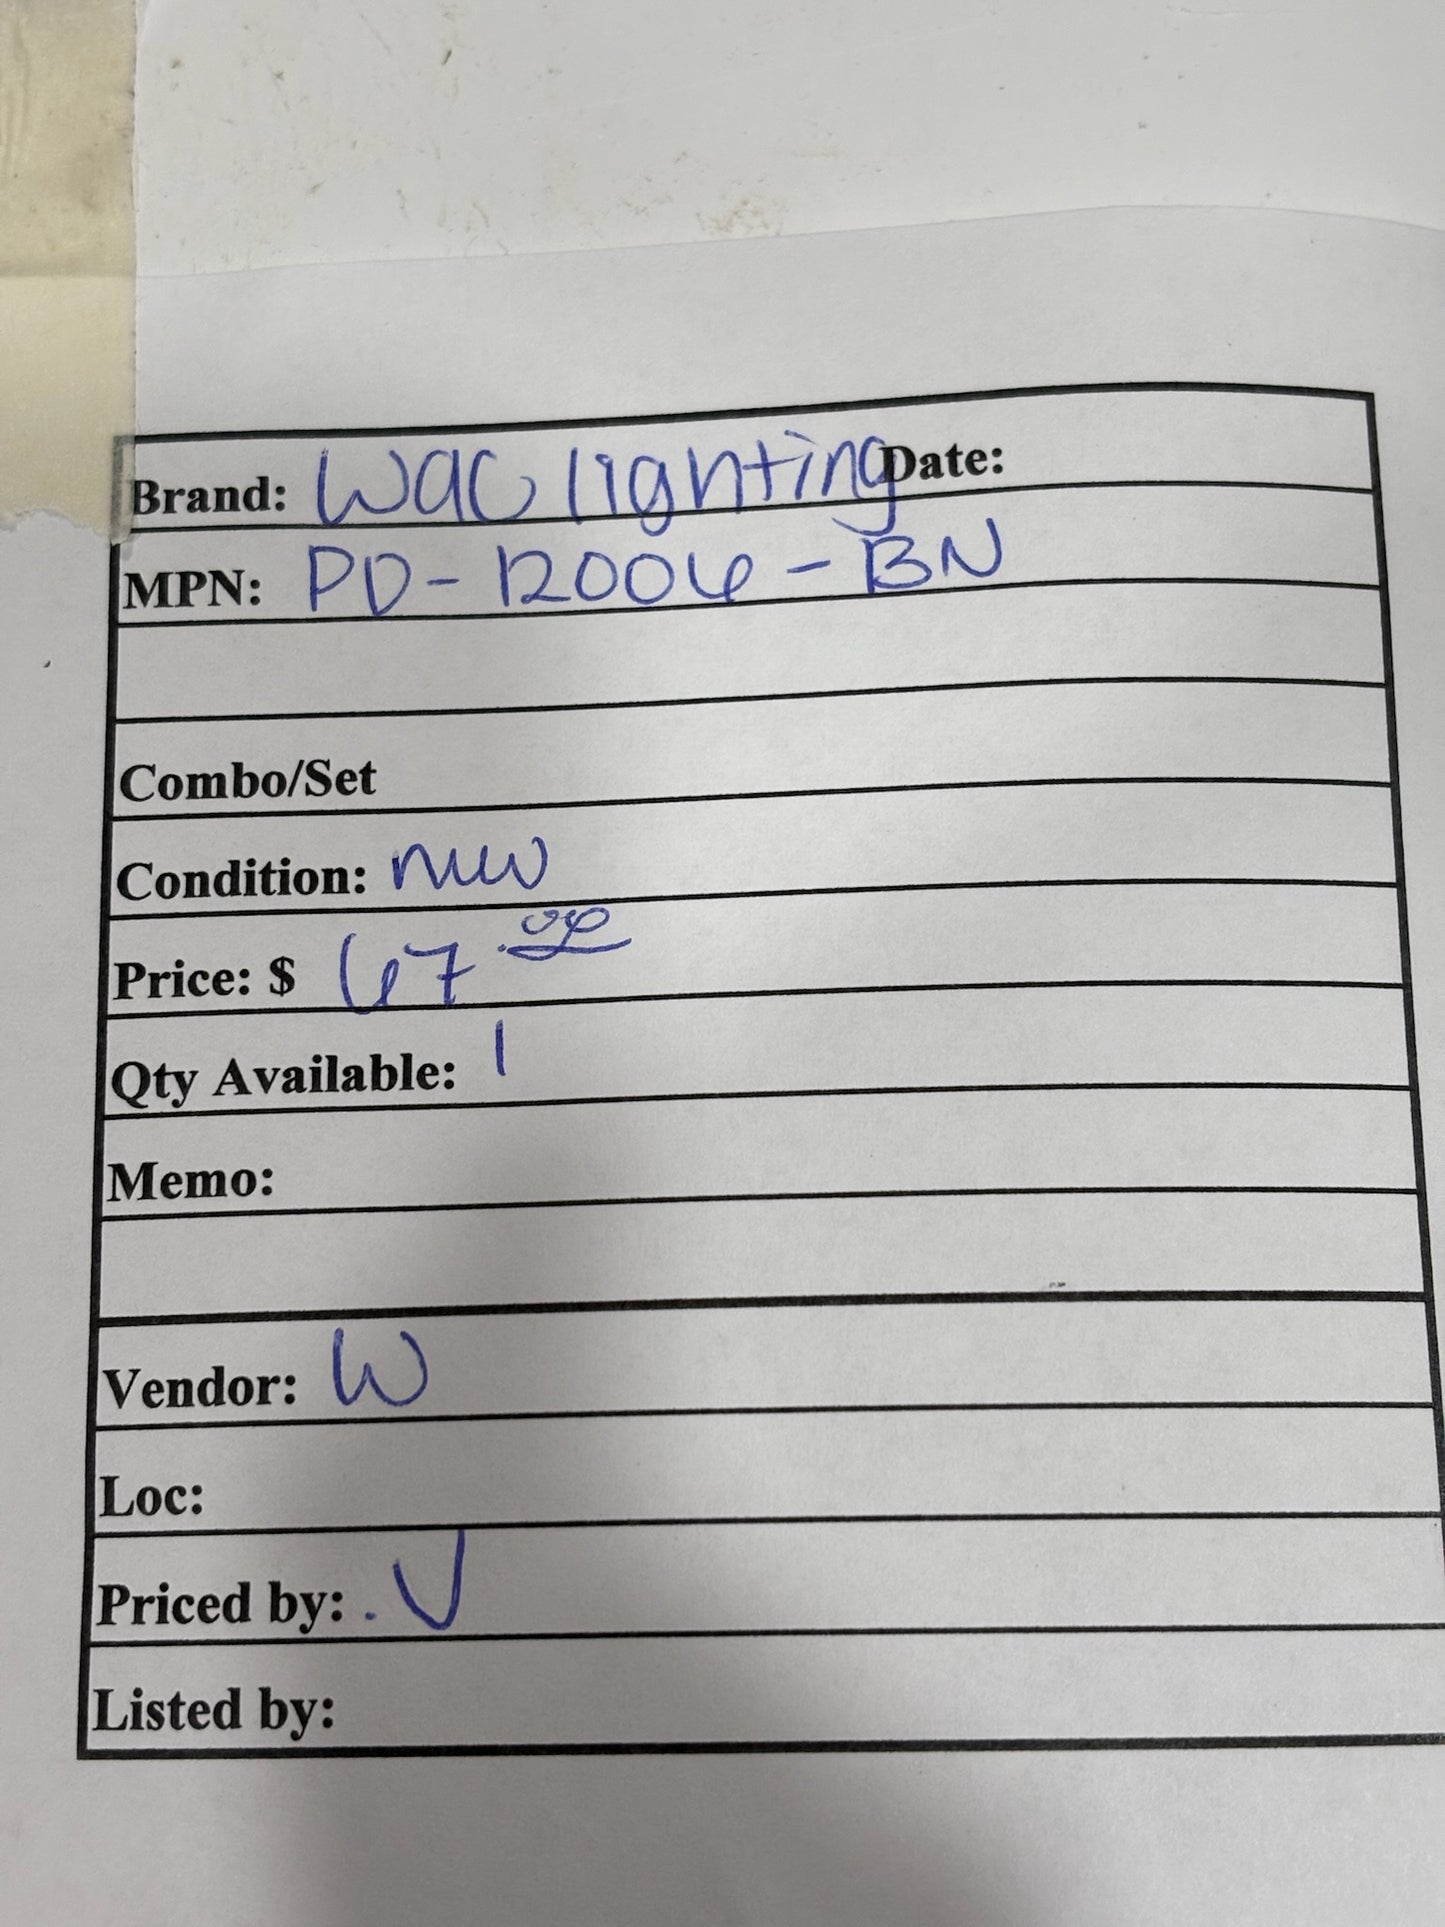 Brand: Wac lighting Date:
MPN: PD-12006-BN
Combo/Set
Condition: new
Price: $ 67.00
Qty Available: 1
Memo:
Vendor: W
Loc:
Priced by: . V
Listed by: